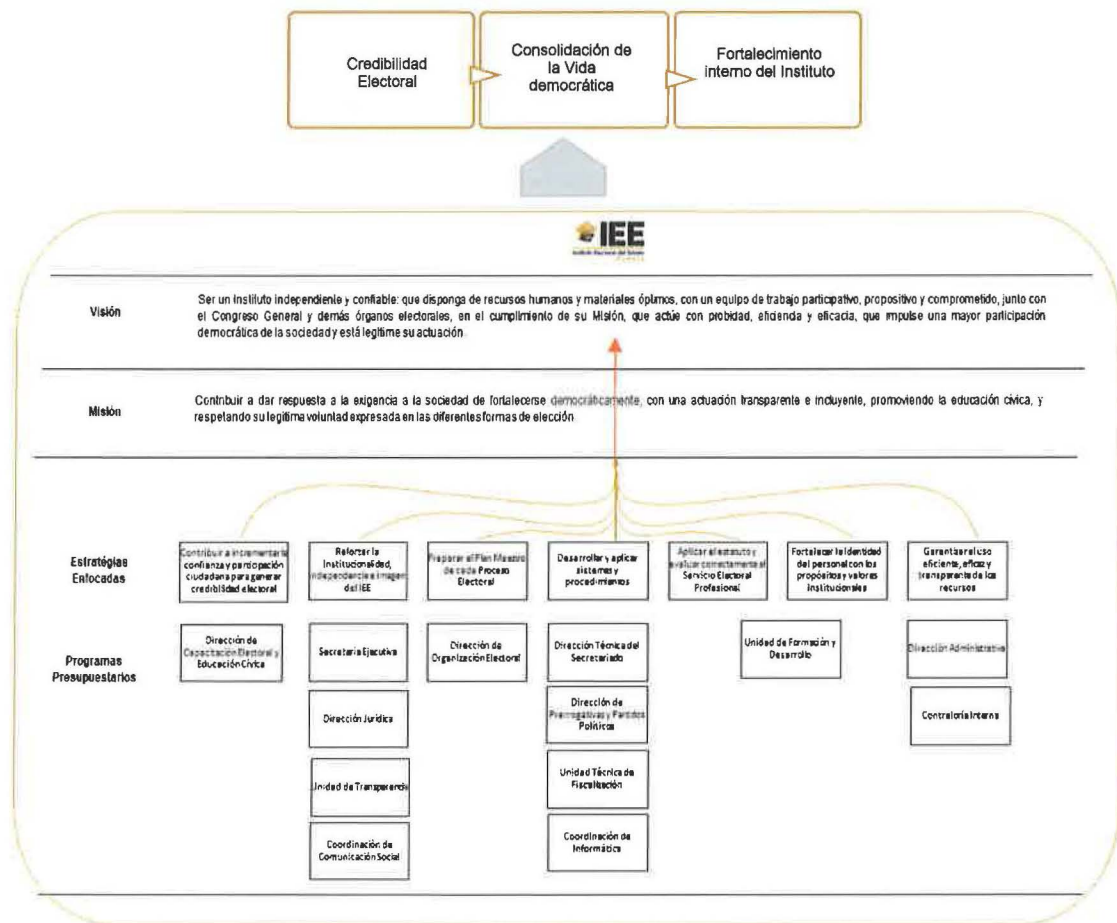 Credibilidad
Electoral
Consolidación de
la Vida
democrática
Fortalecimiento
interno del Instituto
IEE
Visión
Ser un instituto independiente y confiable: que disponga de recursos humanos y materiales óptimos, con un equipo de trabajo participativo, propositivo y comprometido, junto con
el Congreso General y demás órganos electorales, en el cumplimiento de su Misión, que actúe con probidad, eficiencia y eficacia, que impulse una mayor participación
democrática de la sociedad y está legitime su actuación
Misión
Contribuir a dar respuesta a la exigencia a la sociedad de fortalecerse democráticamente, con una actuación transparente e incluyente, promoviendo la educación cívica, y
respetando su legítima voluntad expresada en las diferentes formas de elección
Estratégias
Enfocadas
Contribuir a incrementar la
confianza y participación
ciudadana para generar
credibilidad electoral
Reforzar la
Institucionalidad,
independencia e imagen
del IEE
Preparar el Plan Maestro
de cada Proceso
Electoral
Desarrollar y aplicar
sistemas y
procedimientos
Aplicar el estatuto y
evaluar correctamente el
Servicio Electoral
Profesional
Fortalecer la identidad
del personal con los
propósitos y valores
institucionales
Garantizar el uso
eficiente, eficaz y
transparente de los
recursos
Programas
Presupuestarios
Dirección de
Capacitación Electoral y
Educación Cívica
Secretaría Ejecutiva
Dirección de
Organización Electoral
Dirección Técnica del
Secretariado
Unidad de Formación y
Desarrollo
Dirección Administrativa
Dirección Jurídica
Dirección de
Prerrogativas y Partidos
Políticos
Contraloría Interna
Unidad de Transparencia
Unidad Técnica de
Fiscalización
Coordinación de
Comunicación Social
Coordinación de
Informática